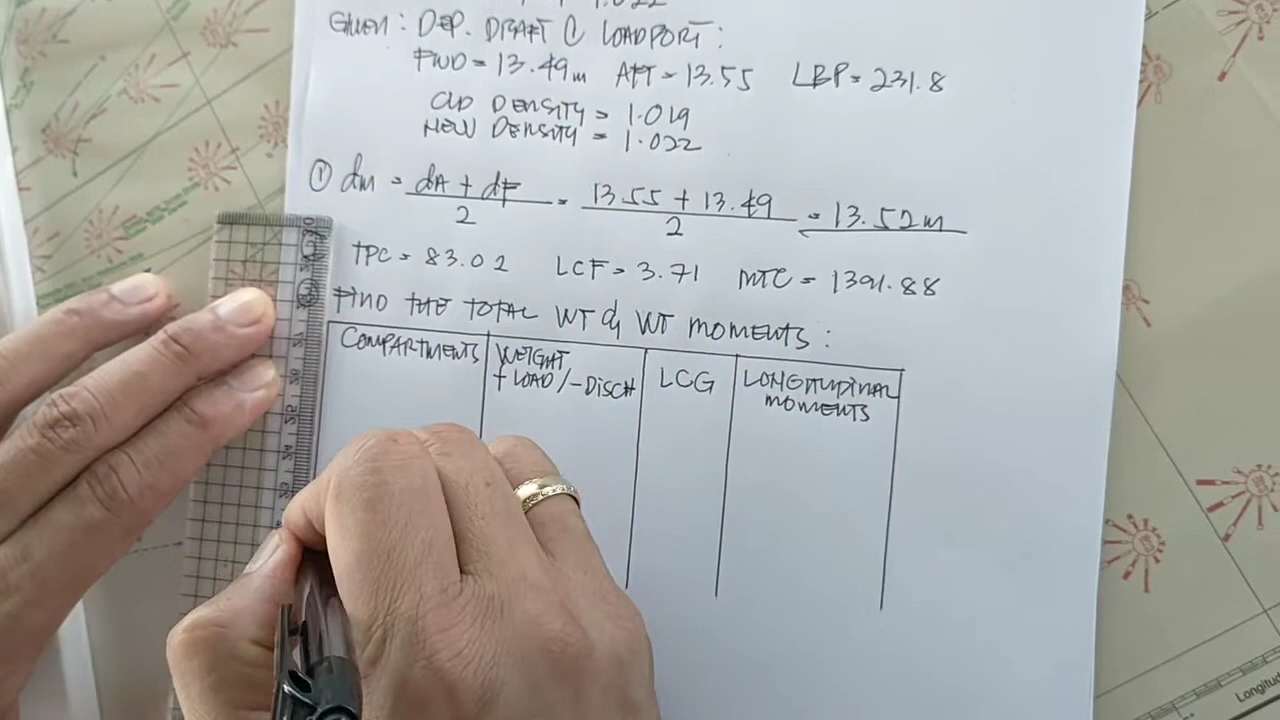 GIVEN: DEP. DRAFT @ LOADPORT:
FWD = 13.49m AFT = 13.55 LBP = 231.8
OLD DENSITY = 1.019
NEW DENSITY = 1.022
① dm = dA + dF / 2 = 13.55 + 13.49 / 2 = 13.52m
TPC = 83.02 LCF = 3.71 MTC = 1391.88
FIND THE TOTAL WT & WT MOMENTS:
COMPARTMENTS
WEIGHT
+ LOAD / - DISCH
LCG
LONGITUDINAL
MOMENTS